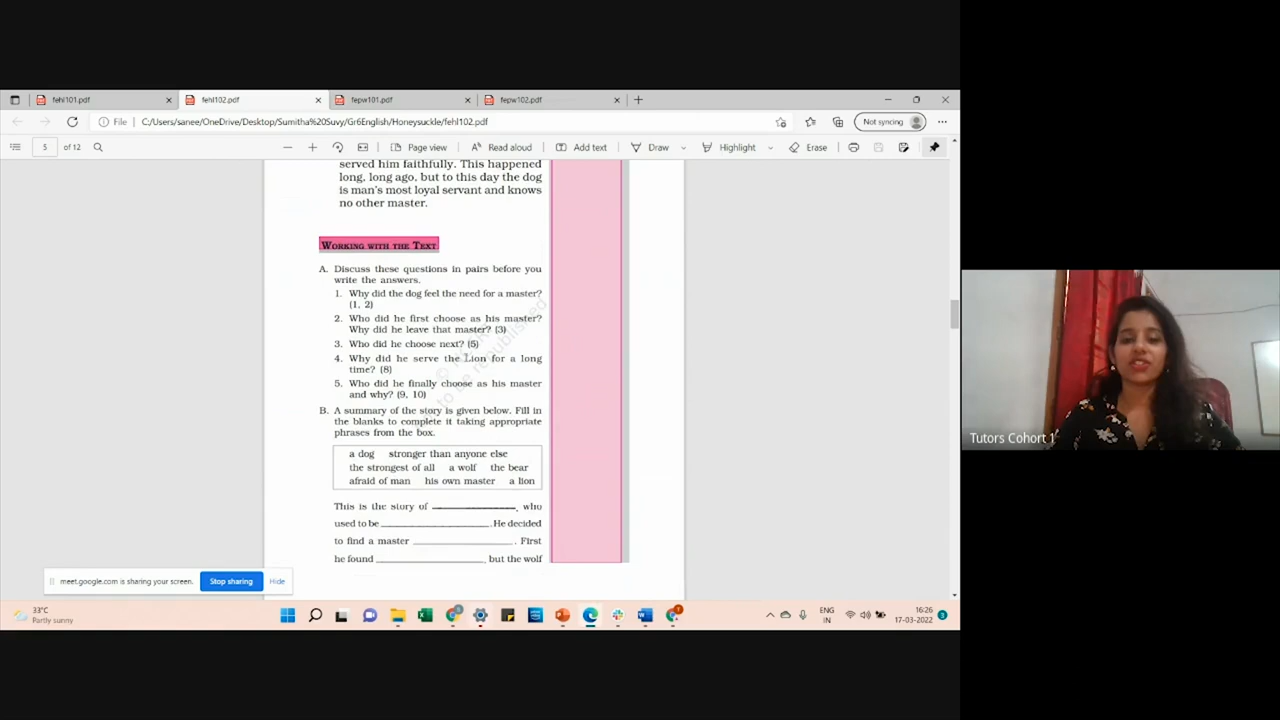 fehl101.pdf
fehl102.pdf
fepw101.pdf
fepw102.pdf
File
C:/Users/sanee/OneDrive/Desktop/Sumitha%20Suvy/Gr6English/Honeysuckle/fehl102.pdf
Not syncing
5 of 12
Page view
Read aloud
Add text
Draw
Highlight
Erase
served him faithfully. This happened
long, long ago, but to this day the dog
is man's most loyal servant and knows
no other master.
WORKING WITH THE TEXT
A. Discuss these questions in pairs before you
write the answers.
1. Why did the dog feel the need for a master?
(1, 2)
2. Who did he first choose as his master?
Why did he leave that master? (3)
3. Who did he choose next? (5)
4. Why did he serve the Lion for a long
time? (8)
5. Who did he finally choose as his master
and why? (9, 10)
B. A summary of the story is given below. Fill in
the blanks to complete it taking appropriate
phrases from the box.
a dog stronger than anyone else
the strongest of all a wolf the bear
afraid of man his own master a lion
This is the story of ____________, who
used to be ____________. He decided
to find a master ____________. First
he found ____________, but the wolf
to be republished
meet.google.com is sharing your screen.
Stop sharing
Hide
Tutors Cohort 1
33°C
Partly sunny
ENG
IN
16:26
17-03-2022
3